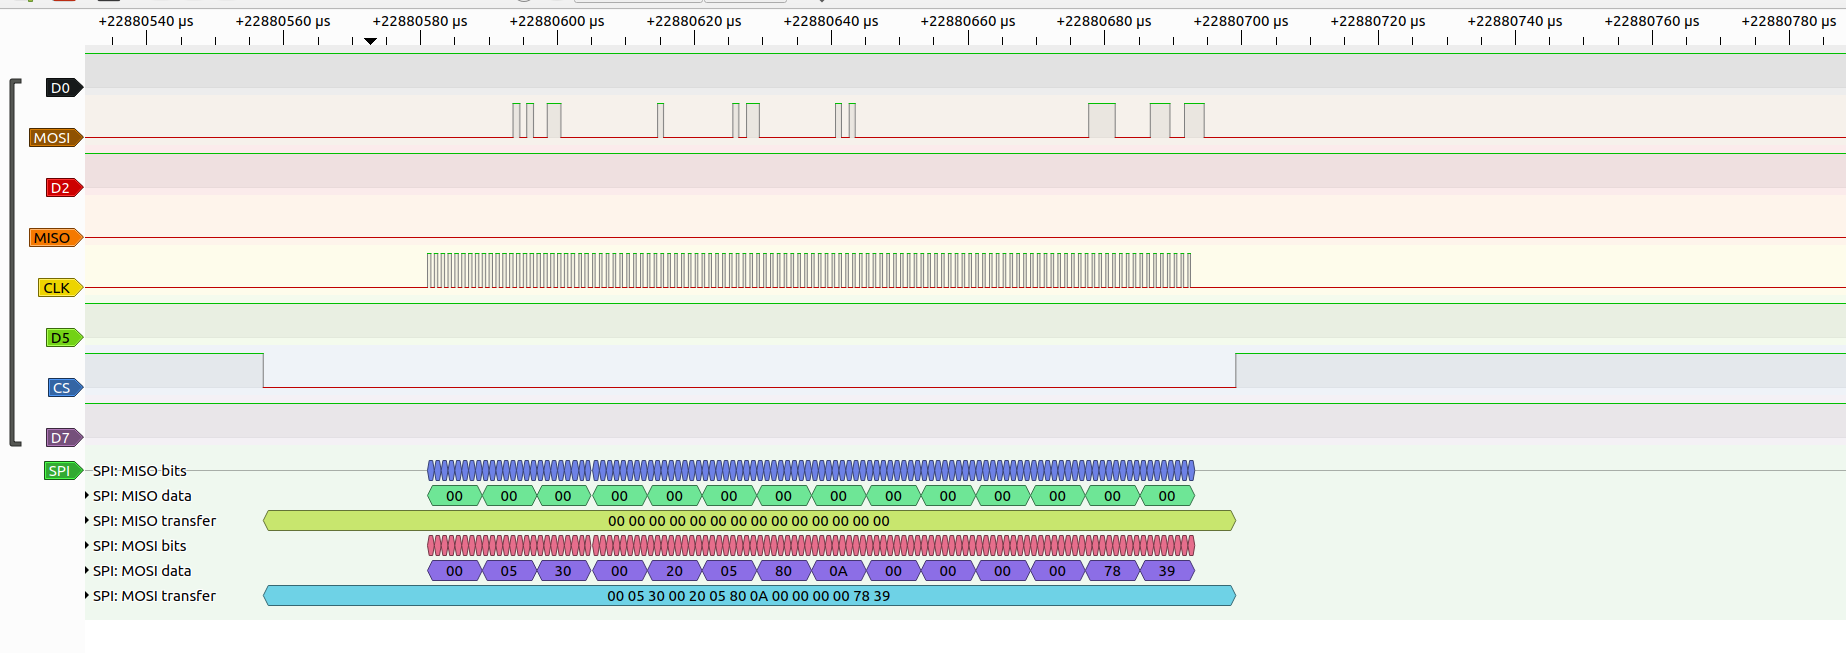 +22880540 µs +22880560 µs +22880580 µs +22880600 µs +22880620 µs +22880640 µs +22880660 µs +22880680 µs +22880700 µs +22880720 µs +22880740 µs +22880760 µs +22880780 µs
D0
MOSI
D2
MISO
CLK
D5
CS
D7
SPI SPI: MISO bits
SPI: MISO data 00 00 00 00 00 00 00 00 00 00 00 00 00 00
SPI: MISO transfer 00 00 00 00 00 00 00 00 00 00 00 00 00 00
SPI: MOSI bits
SPI: MOSI data 00 05 30 00 20 05 80 0A 00 00 00 00 78 39
SPI: MOSI transfer 00 05 30 00 20 05 80 0A 00 00 00 00 78 39